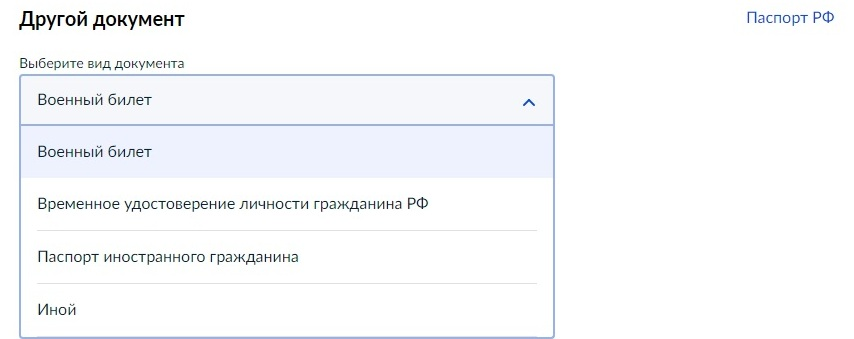 Другой документ
Паспорт РФ
Выберите вид документа
Военный билет
Военный билет
Временное удостоверение личности гражданина РФ
Паспорт иностранного гражданина
Иной